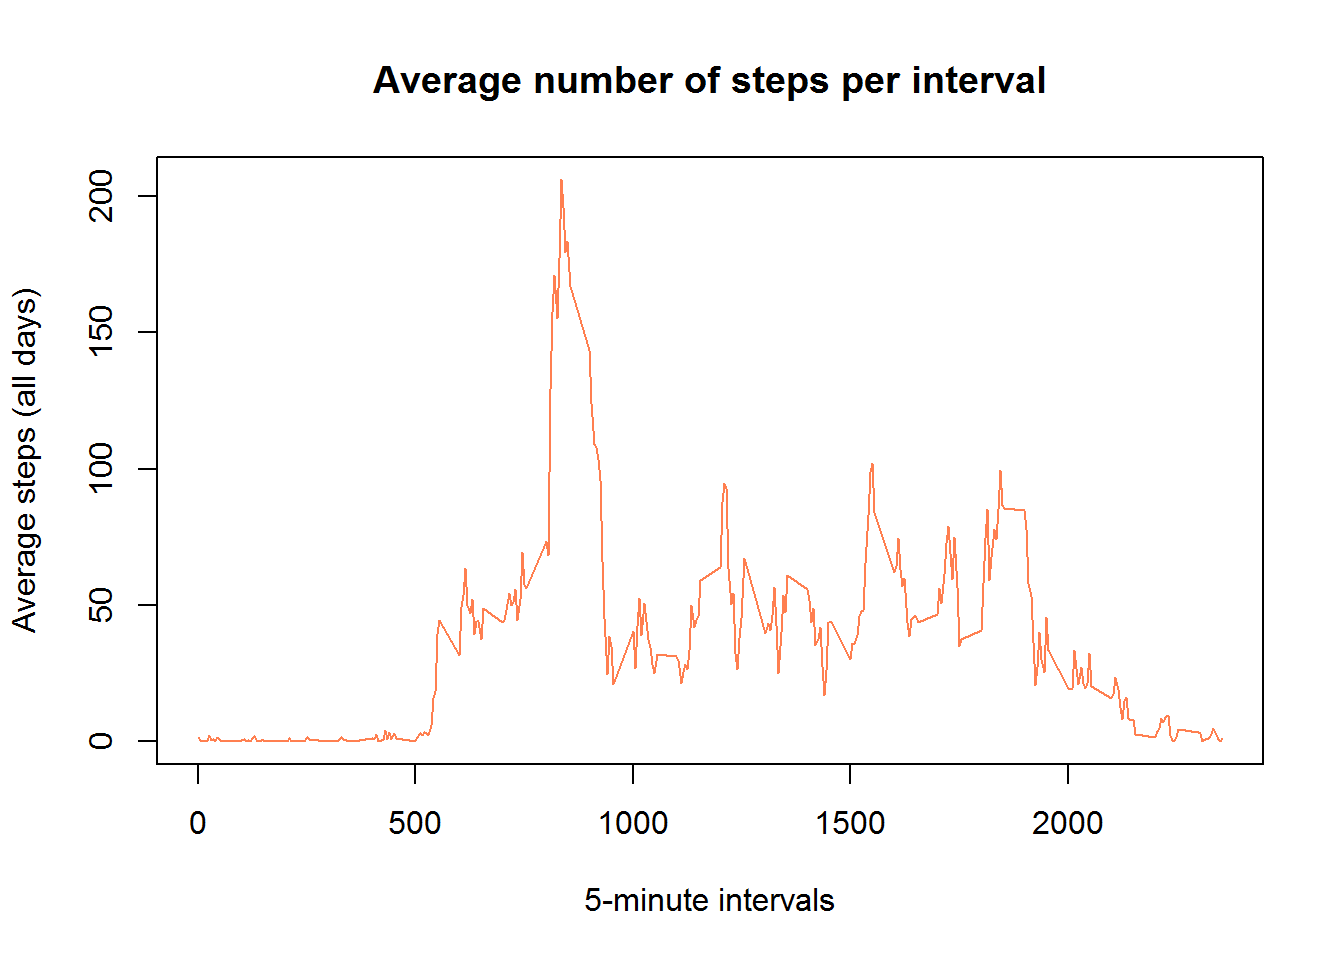 Average number of steps per interval
Average steps (all days)
200
150
100
50
0
0 500 1000 1500 2000
5-minute intervals